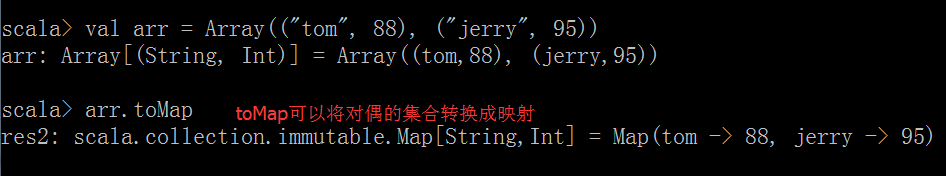 scala> val arr = Array(("tom", 88), ("jerry", 95))
arr: Array[(String, Int)] = Array((tom,88), (jerry,95))
scala> arr.toMap toMap可以将对偶的集合转换成映射
res2: scala.collection.immutable.Map[String,Int] = Map(tom -> 88, jerry -> 95)